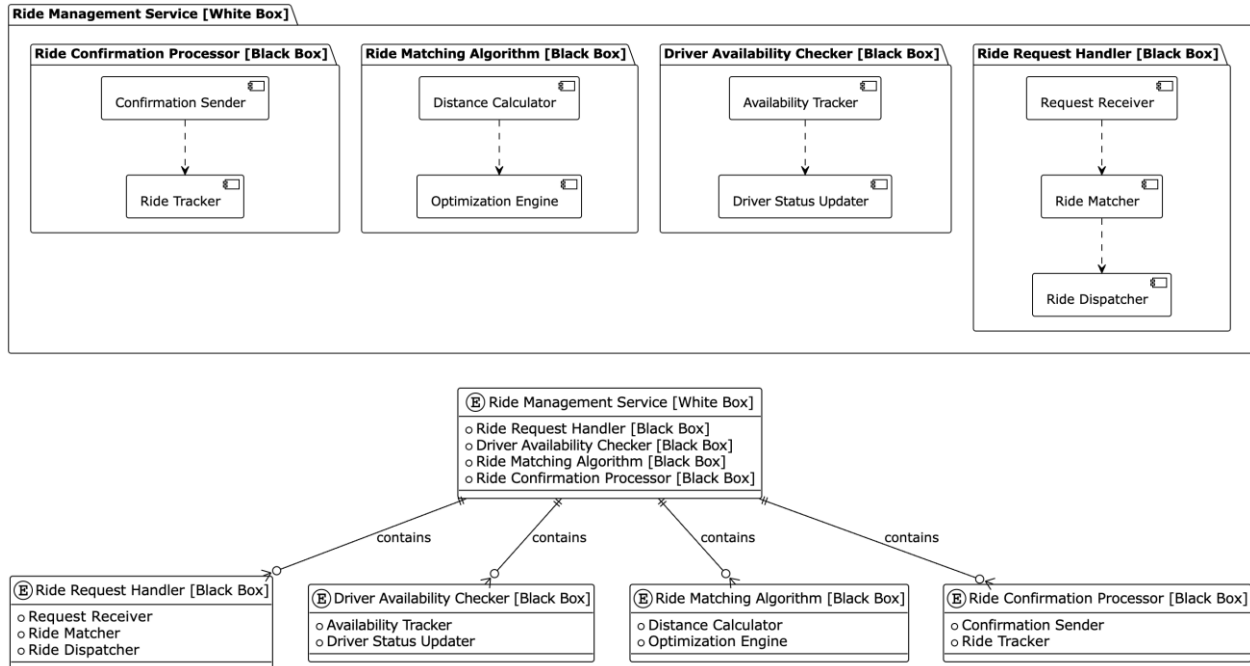 Ride Management Service [White Box]
Ride Confirmation Processor [Black Box]
Confirmation Sender
Ride Tracker
Ride Matching Algorithm [Black Box]
Distance Calculator
Optimization Engine
Driver Availability Checker [Black Box]
Availability Tracker
Driver Status Updater
Ride Request Handler [Black Box]
Request Receiver
Ride Matcher
Ride Dispatcher
E Ride Management Service [White Box]
Ride Request Handler [Black Box]
Driver Availability Checker [Black Box]
Ride Matching Algorithm [Black Box]
Ride Confirmation Processor [Black Box]
contains
contains
contains
contains
E Ride Request Handler [Black Box]
Request Receiver
Ride Matcher
Ride Dispatcher
E Driver Availability Checker [Black Box]
Availability Tracker
Driver Status Updater
E Ride Matching Algorithm [Black Box]
Distance Calculator
Optimization Engine
E Ride Confirmation Processor [Black Box]
Confirmation Sender
Ride Tracker